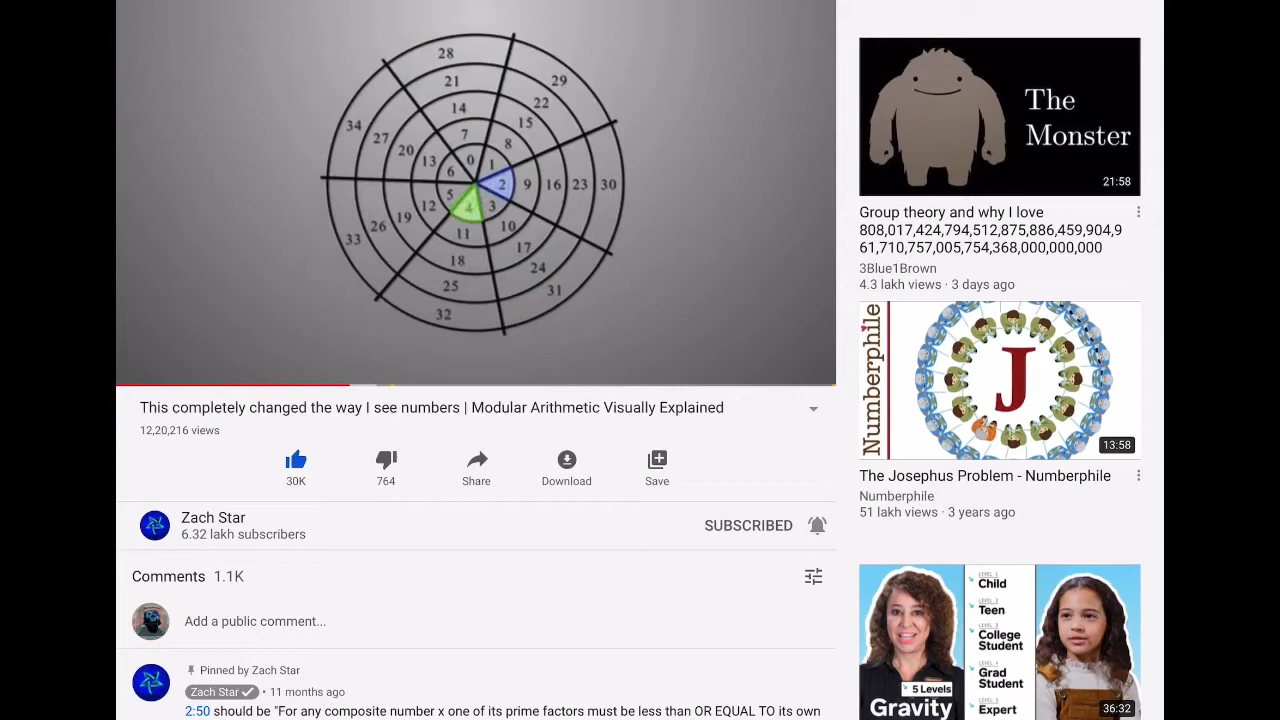 28
29
21
22
14
15
34
27
20
13
7
8
6
0
1
5
2
9
16
23
30
12
4
3
19
26
33
11
10
18
17
25
24
32
31
This completely changed the way I see numbers | Modular Arithmetic Visually Explained
12,20,216 views
30K
764
Share
Download
Save
Zach Star
6.32 lakh subscribers
SUBSCRIBED
Comments 1.1K
Add a public comment...
Pinned by Zach Star
Zach Star • 11 months ago
2:50 should be "For any composite number x one of its prime factors must be less than OR EQUAL TO its own
The
Monster
21:58
Group theory and why I love
808,017,424,794,512,875,886,459,904,9
61,710,757,005,754,368,000,000,000
3Blue1Brown
4.3 lakh views · 3 days ago
Numberphile
J
13:58
The Josephus Problem - Numberphile
Numberphile
51 lakh views · 3 years ago
LEVEL 1
Child
LEVEL 2
Teen
LEVEL 3
College
Student
LEVEL 4
Grad
Student
LEVEL 5
Expert
5 Levels
Gravity
36:32